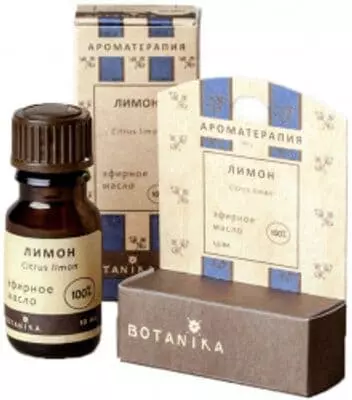 АРОМАТЕРАПИЯ
ЛИМОН
Citrus limon
эфирное
масло
100%
АРОМАТЕРАПИЯ
ЛИМОН
Citrus limon
эфирное
масло
100%
ЛИМОН
Citrus limon
эфирное
масло
100%
10 мл
BOTANIKA